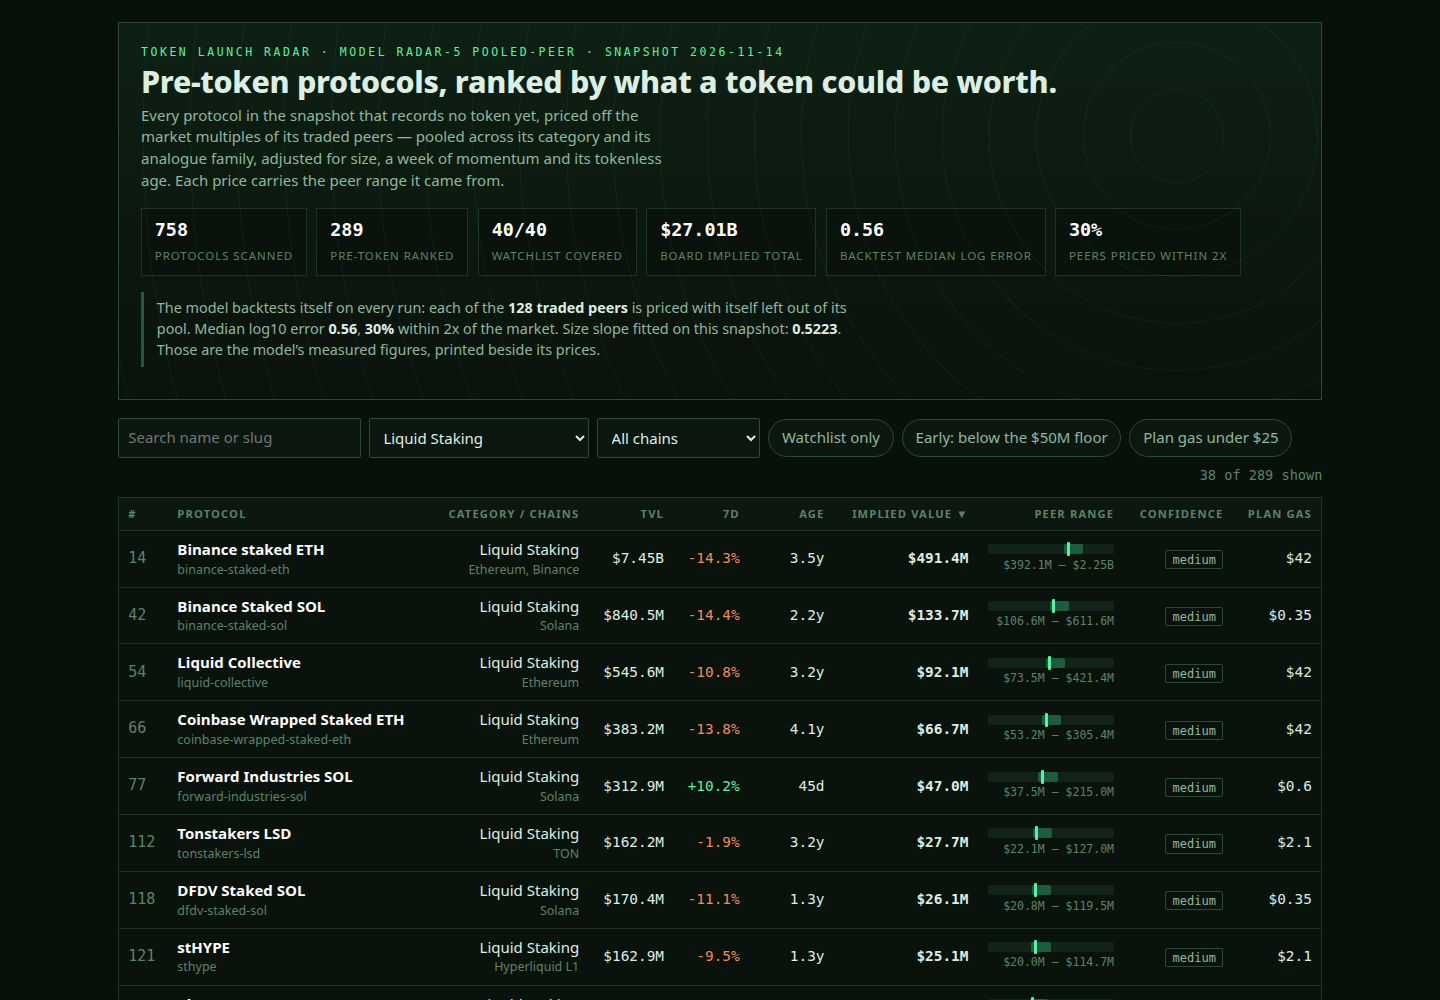 TOKEN LAUNCH RADAR · MODEL RADAR-5 POOLED-PEER · SNAPSHOT 2026-11-14
Pre-token protocols, ranked by what a token could be worth.
Every protocol in the snapshot that records no token yet, priced off the
market multiples of its traded peers — pooled across its category and its
analogue family, adjusted for size, a week of momentum and its tokenless
age. Each price carries the peer range it came from.
758 289 40/40 $27.01B 0.56 30%
PROTOCOLS SCANNED PRE-TOKEN RANKED WATCHLIST COVERED BOARD IMPLIED TOTAL BACKTEST MEDIAN LOG ERROR PEERS PRICED WITHIN 2X
The model backtests itself on every run: each of the 128 traded peers is priced with itself left out of its
pool. Median log10 error 0.56, 30% within 2x of the market. Size slope fitted on this snapshot: 0.5223.
Those are the model’s measured figures, printed beside its prices.
Search name or slug Liquid Staking All chains Watchlist only Early: below the $50M floor Plan gas under $25
38 of 289 shown
# PROTOCOL CATEGORY / CHAINS TVL 7D AGE IMPLIED VALUE ▼ PEER RANGE CONFIDENCE PLAN GAS
14 Binance staked ETH Liquid Staking $7.45B -14.3% 3.5y $491.4M medium $42
binance-staked-eth Ethereum, Binance $392.1M — $2.25B
42 Binance Staked SOL Liquid Staking $840.5M -14.4% 2.2y $133.7M medium $0.35
binance-staked-sol Solana $106.6M — $611.6M
54 Liquid Collective Liquid Staking $545.6M -10.8% 3.2y $92.1M medium $42
liquid-collective Ethereum $73.5M — $421.4M
66 Coinbase Wrapped Staked ETH Liquid Staking $383.2M -13.8% 4.1y $66.7M medium $42
coinbase-wrapped-staked-eth Ethereum $53.2M — $305.4M
77 Forward Industries SOL Liquid Staking $312.9M +10.2% 45d $47.0M medium $0.6
forward-industries-sol Solana $37.5M — $215.0M
112 Tonstakers LSD Liquid Staking $162.2M -1.9% 3.2y $27.7M medium $2.1
tonstakers-lsd TON $22.1M — $127.0M
118 DFDV Staked SOL Liquid Staking $170.4M -11.1% 1.3y $26.1M medium $0.35
dfdv-staked-sol Solana $20.8M — $119.5M
121 stHYPE Liquid Staking $162.9M -9.5% 1.3y $25.1M medium $2.1
sthype Hyperliquid L1 $20.0M — $114.7M